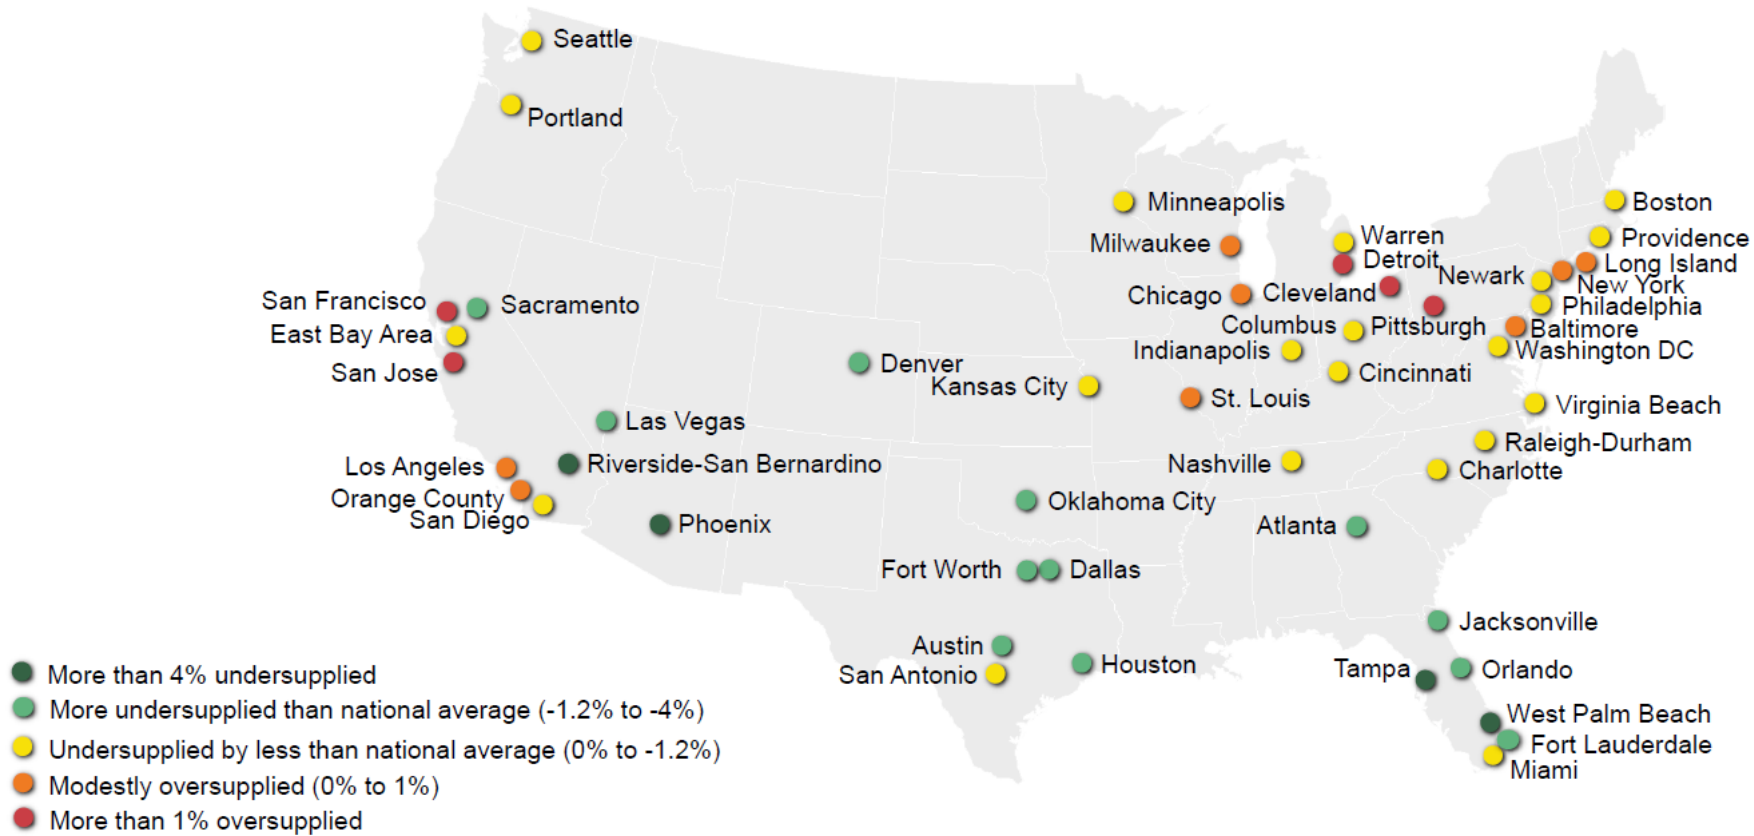 Seattle
Portland
Minneapolis
Boston
Milwaukee
Warren
Providence
Detroit
Long Island
Newark
New York
San Francisco
Sacramento
Chicago
Cleveland
Philadelphia
East Bay Area
Columbus
Pittsburgh
Baltimore
San Jose
Denver
Indianapolis
Washington DC
Kansas City
Cincinnati
St. Louis
Virginia Beach
Las Vegas
Raleigh-Durham
Los Angeles
Riverside-San Bernardino
Nashville
Charlotte
Orange County
San Diego
Oklahoma City
Phoenix
Atlanta
Fort Worth
Dallas
Jacksonville
Austin
Houston
San Antonio
Tampa
Orlando
West Palm Beach
Fort Lauderdale
Miami
More than 4% undersupplied
More undersupplied than national average (-1.2% to -4%)
Undersupplied by less than national average (0% to -1.2%)
Modestly oversupplied (0% to 1%)
More than 1% oversupplied